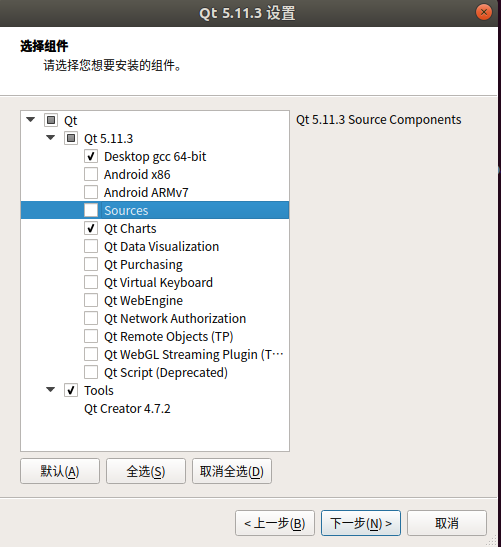 Qt 5.11.3 设置
选择组件
请选择您想要安装的组件。
Qt
Qt 5.11.3
Desktop gcc 64-bit
Android x86
Android ARMv7
Sources
Qt Charts
Qt Data Visualization
Qt Purchasing
Qt Virtual Keyboard
Qt WebEngine
Qt Network Authorization
Qt Remote Objects (TP)
Qt WebGL Streaming Plugin (T…
Qt Script (Deprecated)
Tools
Qt Creator 4.7.2
Qt 5.11.3 Source Components
默认(A) 全选(S) 取消全选(D)
< 上一步(B) 下一步(N) > 取消